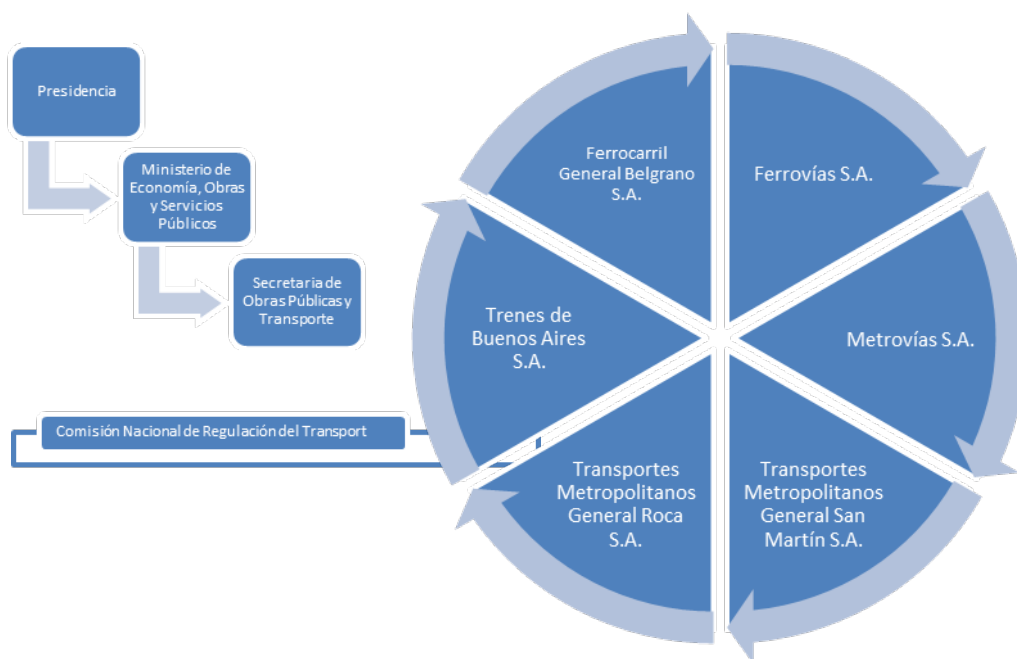 Presidencia
Ministerio de
Economía, Obras
y Servicios
Públicos
Secretaria de
Obras Públicas y
Transporte
Comisión Nacional de Regulación del Transport
Ferrocarril
General Belgrano
S.A.
Ferrovías S.A.
Metrovías S.A.
Transportes
Metropolitanos
General San
Martín S.A.
Transportes
Metropolitanos
General Roca
S.A.
Trenes de
Buenos Aires
S.A.